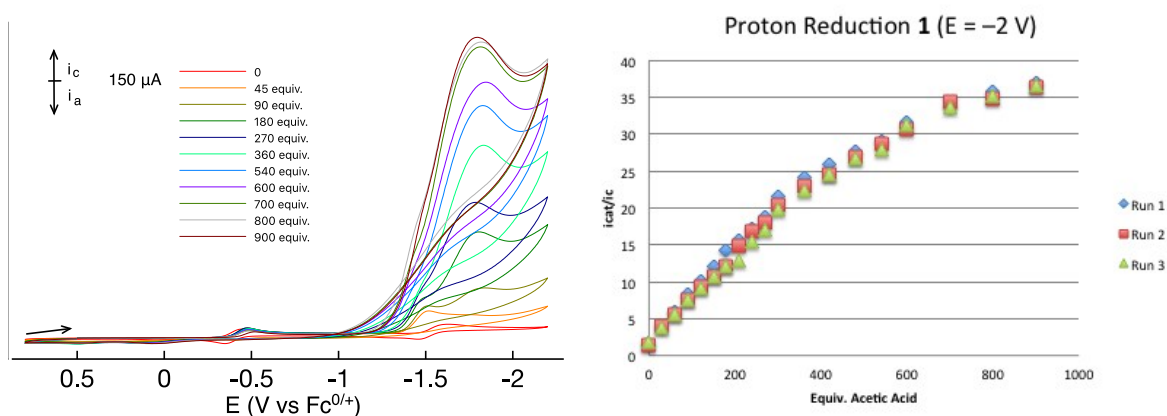 i_c
i_a
150 µA
0
45 equiv.
90 equiv.
180 equiv.
270 equiv.
360 equiv.
540 equiv.
600 equiv.
700 equiv.
800 equiv.
900 equiv.
0.5 0 -0.5 -1 -1.5 -2
E (V vs Fc⁰/⁺)
Proton Reduction 1 (E = –2 V)
icat/ic
40
35
30
25
20
15
10
5
0
0 200 400 600 800 1000
Equiv. Acetic Acid
Run 1
Run 2
Run 3